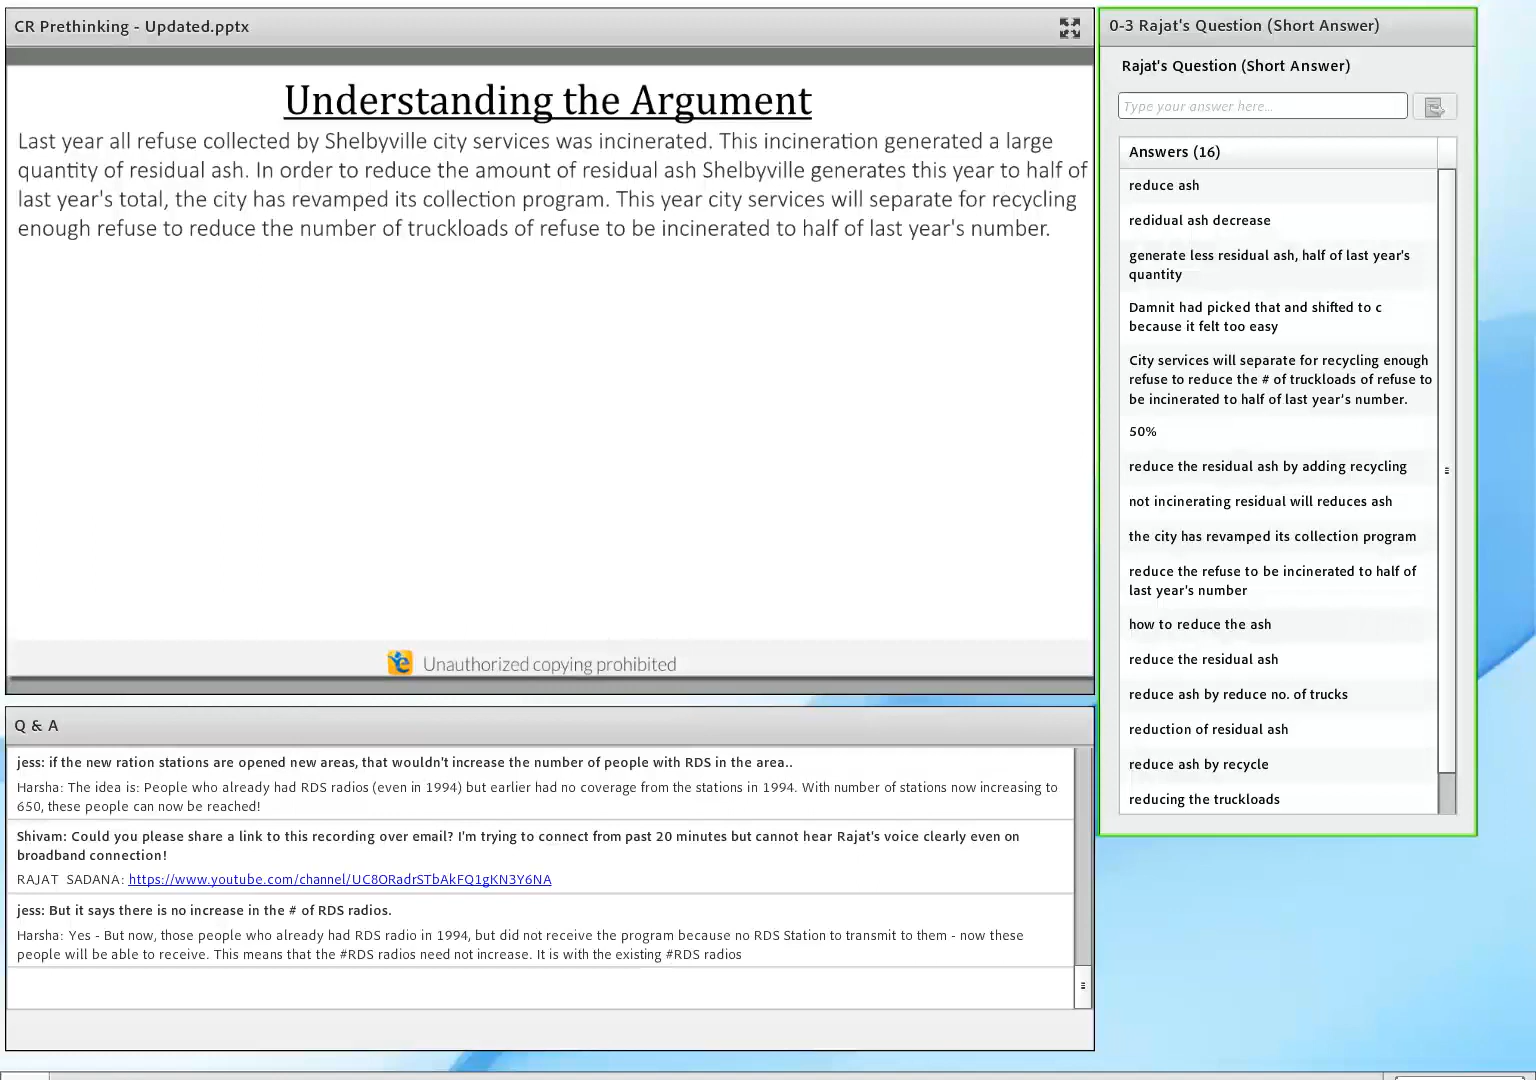 CR Prethinking - Updated.pptx
Understanding the Argument
Last year all refuse collected by Shelbyville city services was incinerated. This incineration generated a large
quantity of residual ash. In order to reduce the amount of residual ash Shelbyville generates this year to half of
last year's total, the city has revamped its collection program. This year city services will separate for recycling
enough refuse to reduce the number of truckloads of refuse to be incinerated to half of last year's number.
Unauthorized copying prohibited
Q & A
jess: if the new ration stations are opened new areas, that wouldn't increase the number of people with RDS in the area..
Harsha: The idea is: People who already had RDS radios (even in 1994) but earlier had no coverage from the stations in 1994. With number of stations now increasing to
650, these people can now be reached!
Shivam: Could you please share a link to this recording over email? I'm trying to connect from past 20 minutes but cannot hear Rajat's voice clearly even on
broadband connection!
RAJAT SADANA: https://www.youtube.com/channel/UC8ORadrSTbAkFQ1gKN3Y6NA
jess: But it says there is no increase in the # of RDS radios.
Harsha: Yes - But now, those people who already had RDS radio in 1994, but did not receive the program because no RDS Station to transmit to them - now these
people will be able to receive. This means that the #RDS radios need not increase. It is with the existing #RDS radios
0-3 Rajat's Question (Short Answer)
Rajat's Question (Short Answer)
Type your answer here...
Answers (16)
reduce ash
redidual ash decrease
generate less residual ash, half of last year's
quantity
Damnit had picked that and shifted to c
because it felt too easy
City services will separate for recycling enough
refuse to reduce the # of truckloads of refuse to
be incinerated to half of last year's number.
50%
reduce the residual ash by adding recycling
not incinerating residual will reduces ash
the city has revamped its collection program
reduce the refuse to be incinerated to half of
last year's number
how to reduce the ash
reduce the residual ash
reduce ash by reduce no. of trucks
reduction of residual ash
reduce ash by recycle
reducing the truckloads